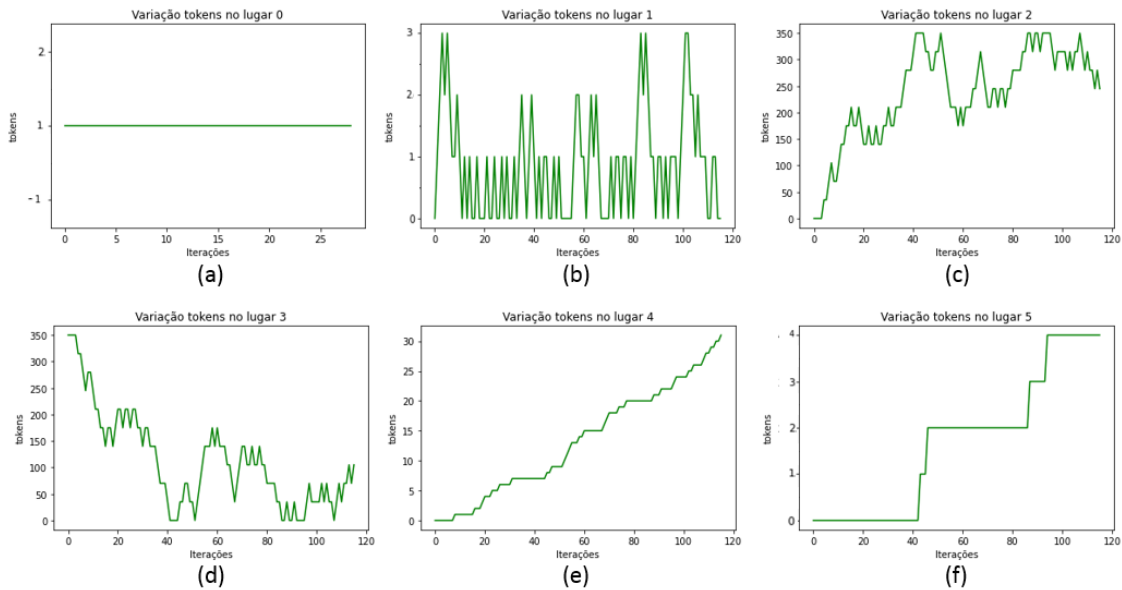 Variação tokens no lugar 0
tokens
2
1
-1
0 5 10 15 20 25
Iterações
(a)
Variação tokens no lugar 1
tokens
3
2
1
0
0 20 40 60 80 100 120
Iterações
(b)
Variação tokens no lugar 2
tokens
350
300
250
200
150
100
50
0
0 20 40 60 80 100 120
Iterações
(c)
Variação tokens no lugar 3
tokens
350
300
250
200
150
100
50
0
0 20 40 60 80 100 120
Iterações
(d)
Variação tokens no lugar 4
tokens
30
25
20
15
10
5
0
0 20 40 60 80 100 120
Iterações
(e)
Variação tokens no lugar 5
tokens
4
3
2
1
0
0 20 40 60 80 100 120
Iterações
(f)